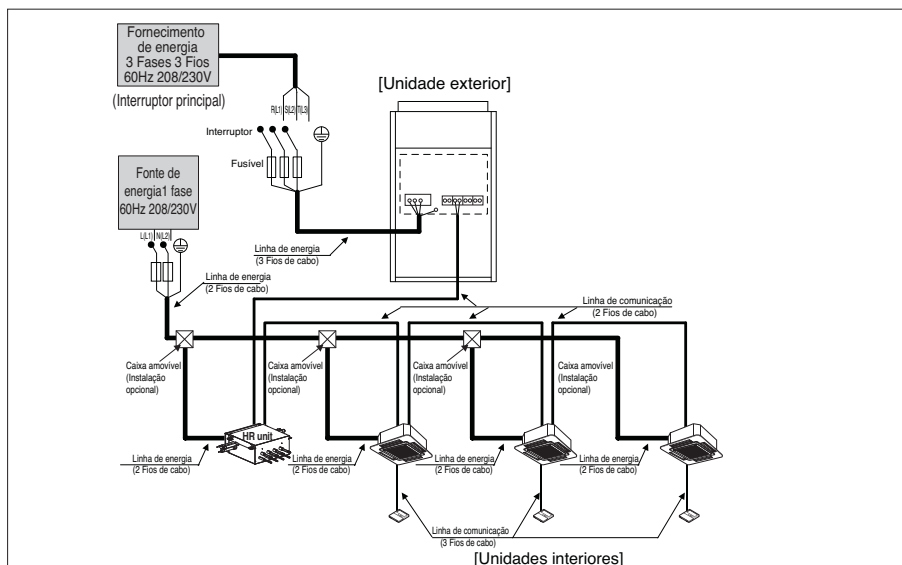 Fornecimento
de energia
3 Fases 3 Fios
60Hz 208/230V
(Interruptor principal)
[Unidade exterior]
R(L1) S(L2) T(L3)
Interruptor
Fusível
Fonte de
energia1 fase
60Hz 208/230V
L(L1) N(L2)
Linha de energia
(3 Fios de cabo)
Linha de energia
(2 Fios de cabo)
Linha de comunicação
(2 Fios de cabo)
Caixa amovível
(Instalação
opcional)
Caixa amovível
(Instalação
opcional)
Caixa amovível
(Instalação
opcional)
HR unit
Linha de energia
(2 Fios de cabo)
Linha de energia
(2 Fios de cabo)
Linha de energia
(2 Fios de cabo)
Linha de energia
(2 Fios de cabo)
Linha de comunicação
(3 Fios de cabo)
[Unidades interiores]